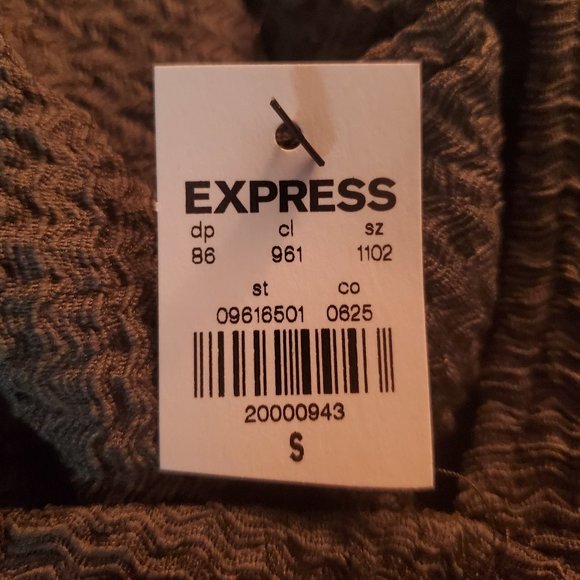 EXPRESS
dp cl sz
86 961 1102
st co
09616501 0625
20000943
S